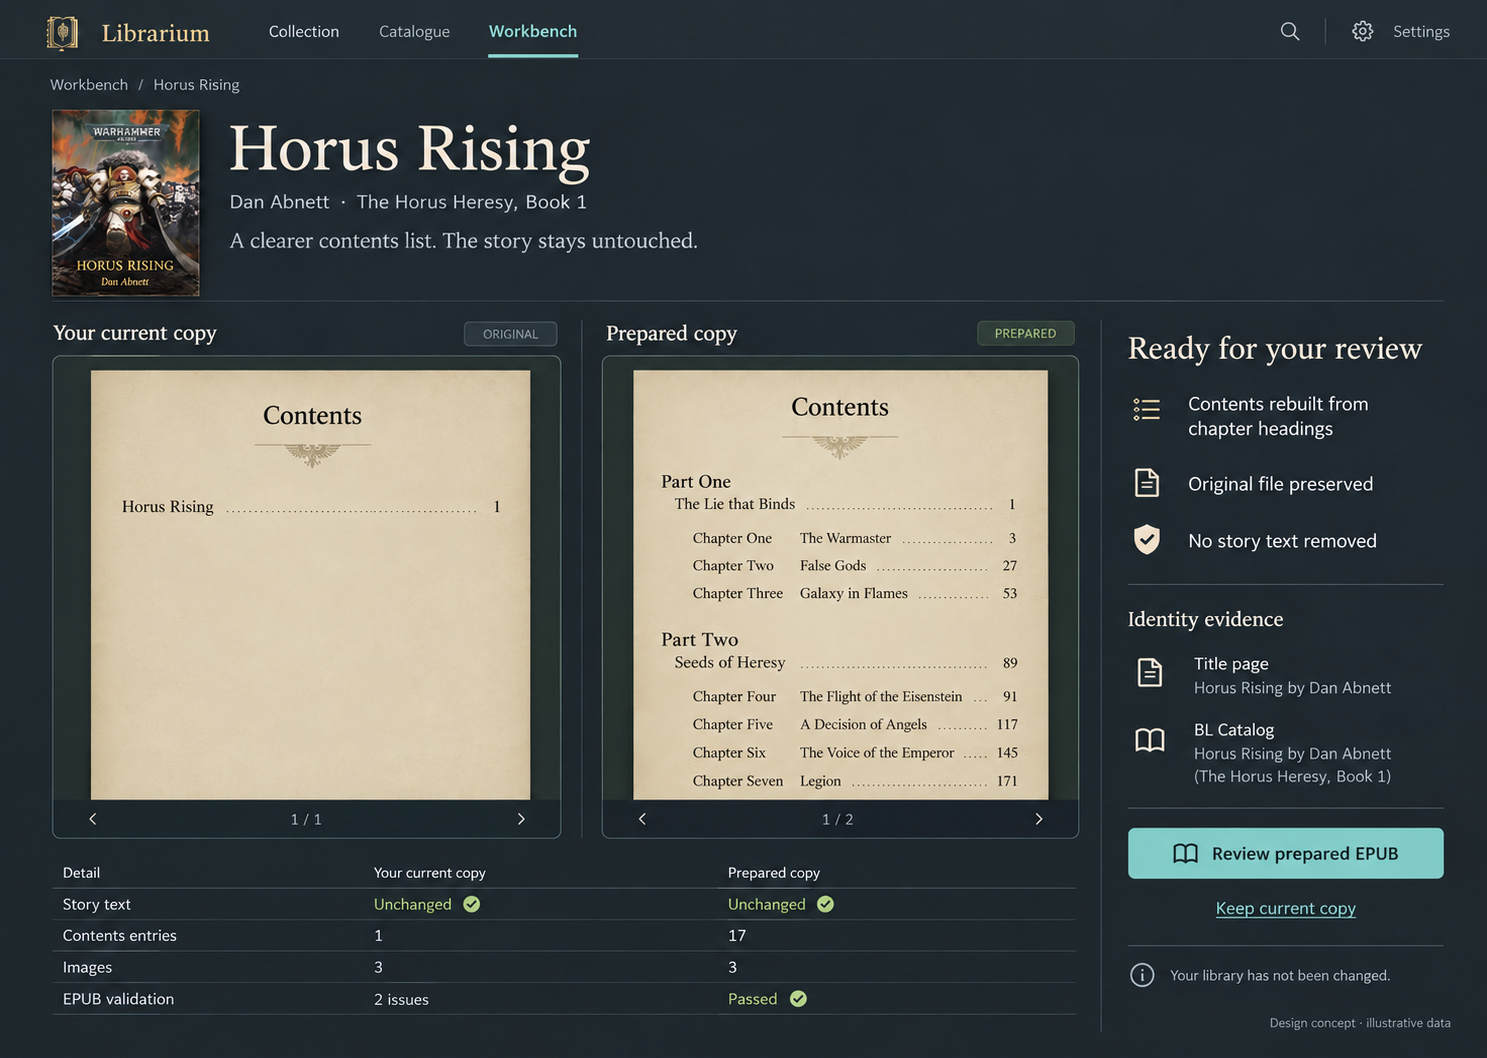 Librarium
Collection
Catalogue
Workbench
Settings
Workbench / Horus Rising
WARHAMMER
HORUS RISING
Dan Abnett
Horus Rising
Dan Abnett · The Horus Heresy, Book 1
A clearer contents list. The story stays untouched.
Your current copy
ORIGINAL
Contents
Horus Rising ........................................ 1
1 / 1
Prepared copy
PREPARED
Contents
Part One
The Lie that Binds ........................................ 1
Chapter One The Warmaster .................. 3
Chapter Two False Gods ...................... 27
Chapter Three Galaxy in Flames .............. 53
Part Two
Seeds of Heresy ........................................ 89
Chapter Four The Flight of the Eisenstein ... 91
Chapter Five A Decision of Angels .......... 117
Chapter Six The Voice of the Emperor ..... 145
Chapter Seven Legion ............................ 171
1 / 2
Detail Your current copy Prepared copy
Story text Unchanged Unchanged
Contents entries 1 17
Images 3 3
EPUB validation 2 issues Passed
Ready for your review
Contents rebuilt from
chapter headings
Original file preserved
No story text removed
Identity evidence
Title page
Horus Rising by Dan Abnett
BL Catalog
Horus Rising by Dan Abnett
(The Horus Heresy, Book 1)
Review prepared EPUB
Keep current copy
Your library has not been changed.
Design concept · illustrative data